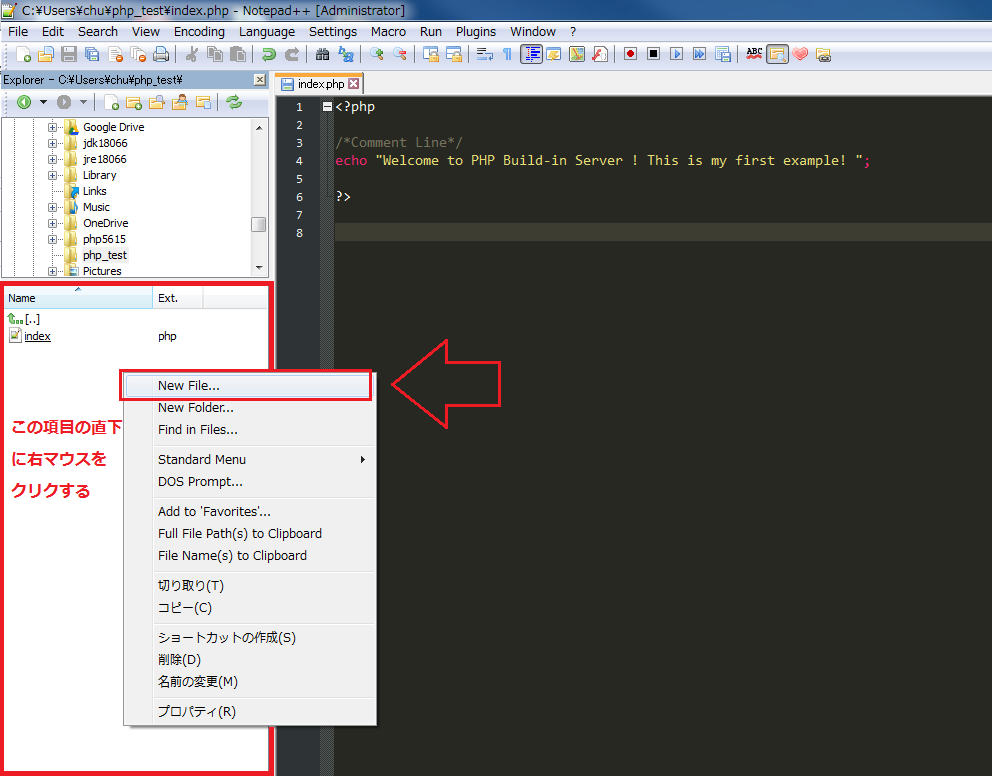 C:¥Users¥chu¥php_test¥index.php - Notepad++ [Administrator]
File Edit Search View Encoding Language Settings Macro Run Plugins Window ?
Explorer - C:¥Users¥chu¥php_test¥
index.php
Google Drive
jdk18066
jre18066
Library
Links
Music
OneDrive
php5615
php_test
Pictures
Name Ext.
[..]
index php
この項目の直下
に右マウスを
クリクする
New File...
New Folder...
Find in Files...
Standard Menu
DOS Prompt...
Add to 'Favorites'...
Full File Path(s) to Clipboard
File Name(s) to Clipboard
切り取り(T)
コピー(C)
ショートカットの作成(S)
削除(D)
名前の変更(M)
プロパティ(R)
1 <?php
2
3 /*Comment Line*/
4 echo "Welcome to PHP Build-in Server ! This is my first example! ";
5
6 ?>
7
8
ABC